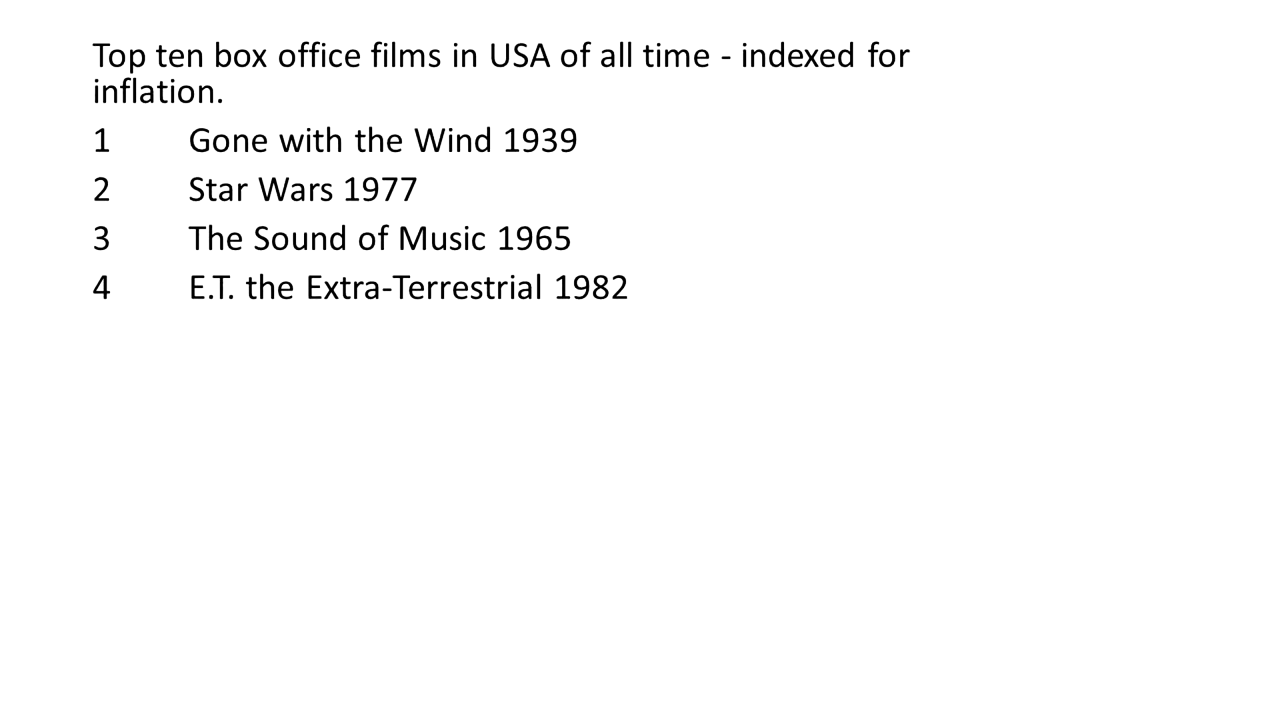 Top ten box office films in USA of all time - indexed for
inflation.
1 Gone with the Wind 1939
2 Star Wars 1977
3 The Sound of Music 1965
4 E.T. the Extra-Terrestrial 1982